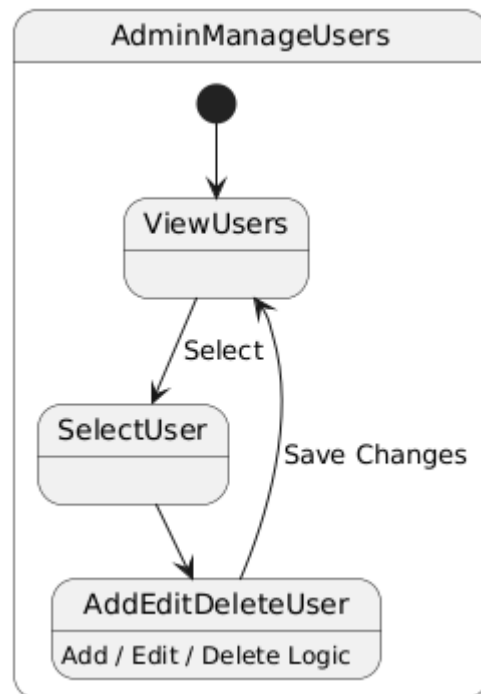 AdminManageUsers
ViewUsers
Select
SelectUser
Save Changes
AddEditDeleteUser
Add / Edit / Delete Logic